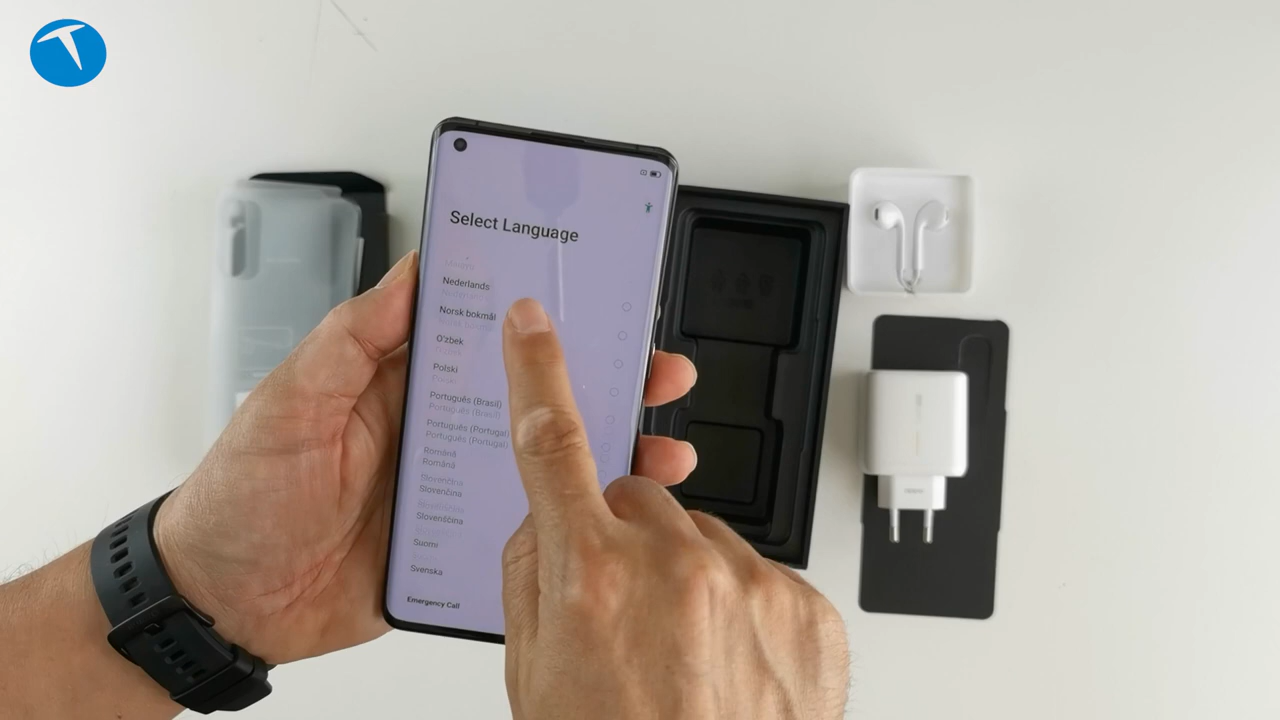 Select Language
Nederlands
Norsk bokmål
O'zbek
Polski
Português (Brasil)
Português (Brasil)
Português (Portugal)
Português (Portugal)
Română
Română
Slovenčina
Slovenčina
Slovenščina
Suomi
Svenska
Emergency Call